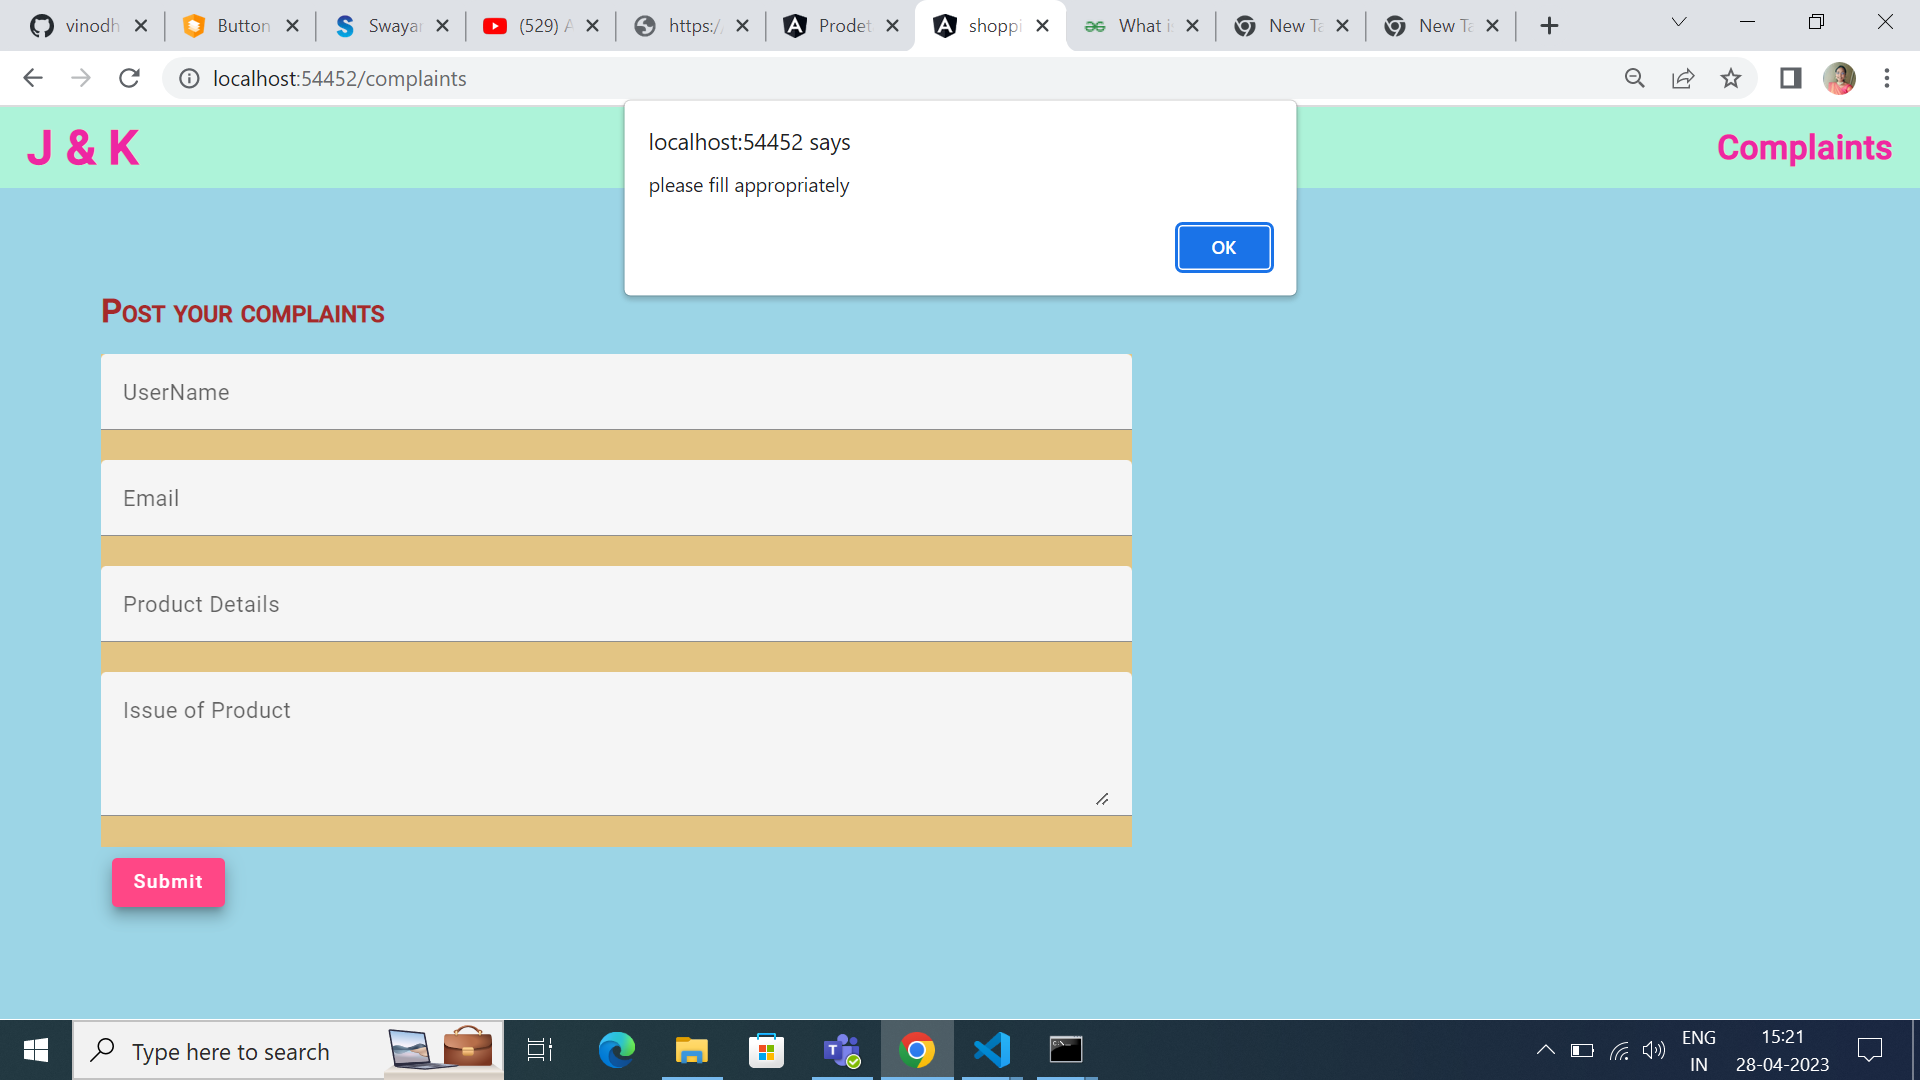 vinodh
Button
Swayar
(529) A
https:/
Prodet
shoppi
What is
New Ta
New Ta
localhost:54452/complaints
J & K
Complaints
localhost:54452 says
please fill appropriately
OK
Post your complaints
UserName
Email
Product Details
Issue of Product
Submit
Type here to search
ENG
IN
15:21
28-04-2023